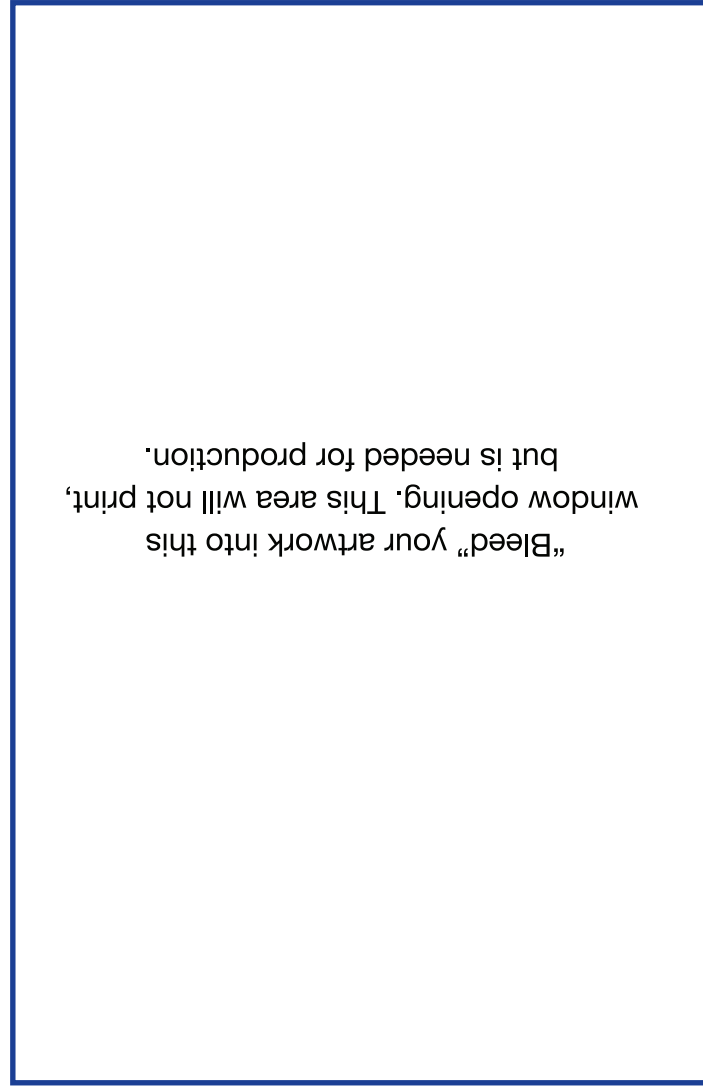 “Bleed” your artwork into this
window opening. This area will not print,
but is needed for production.